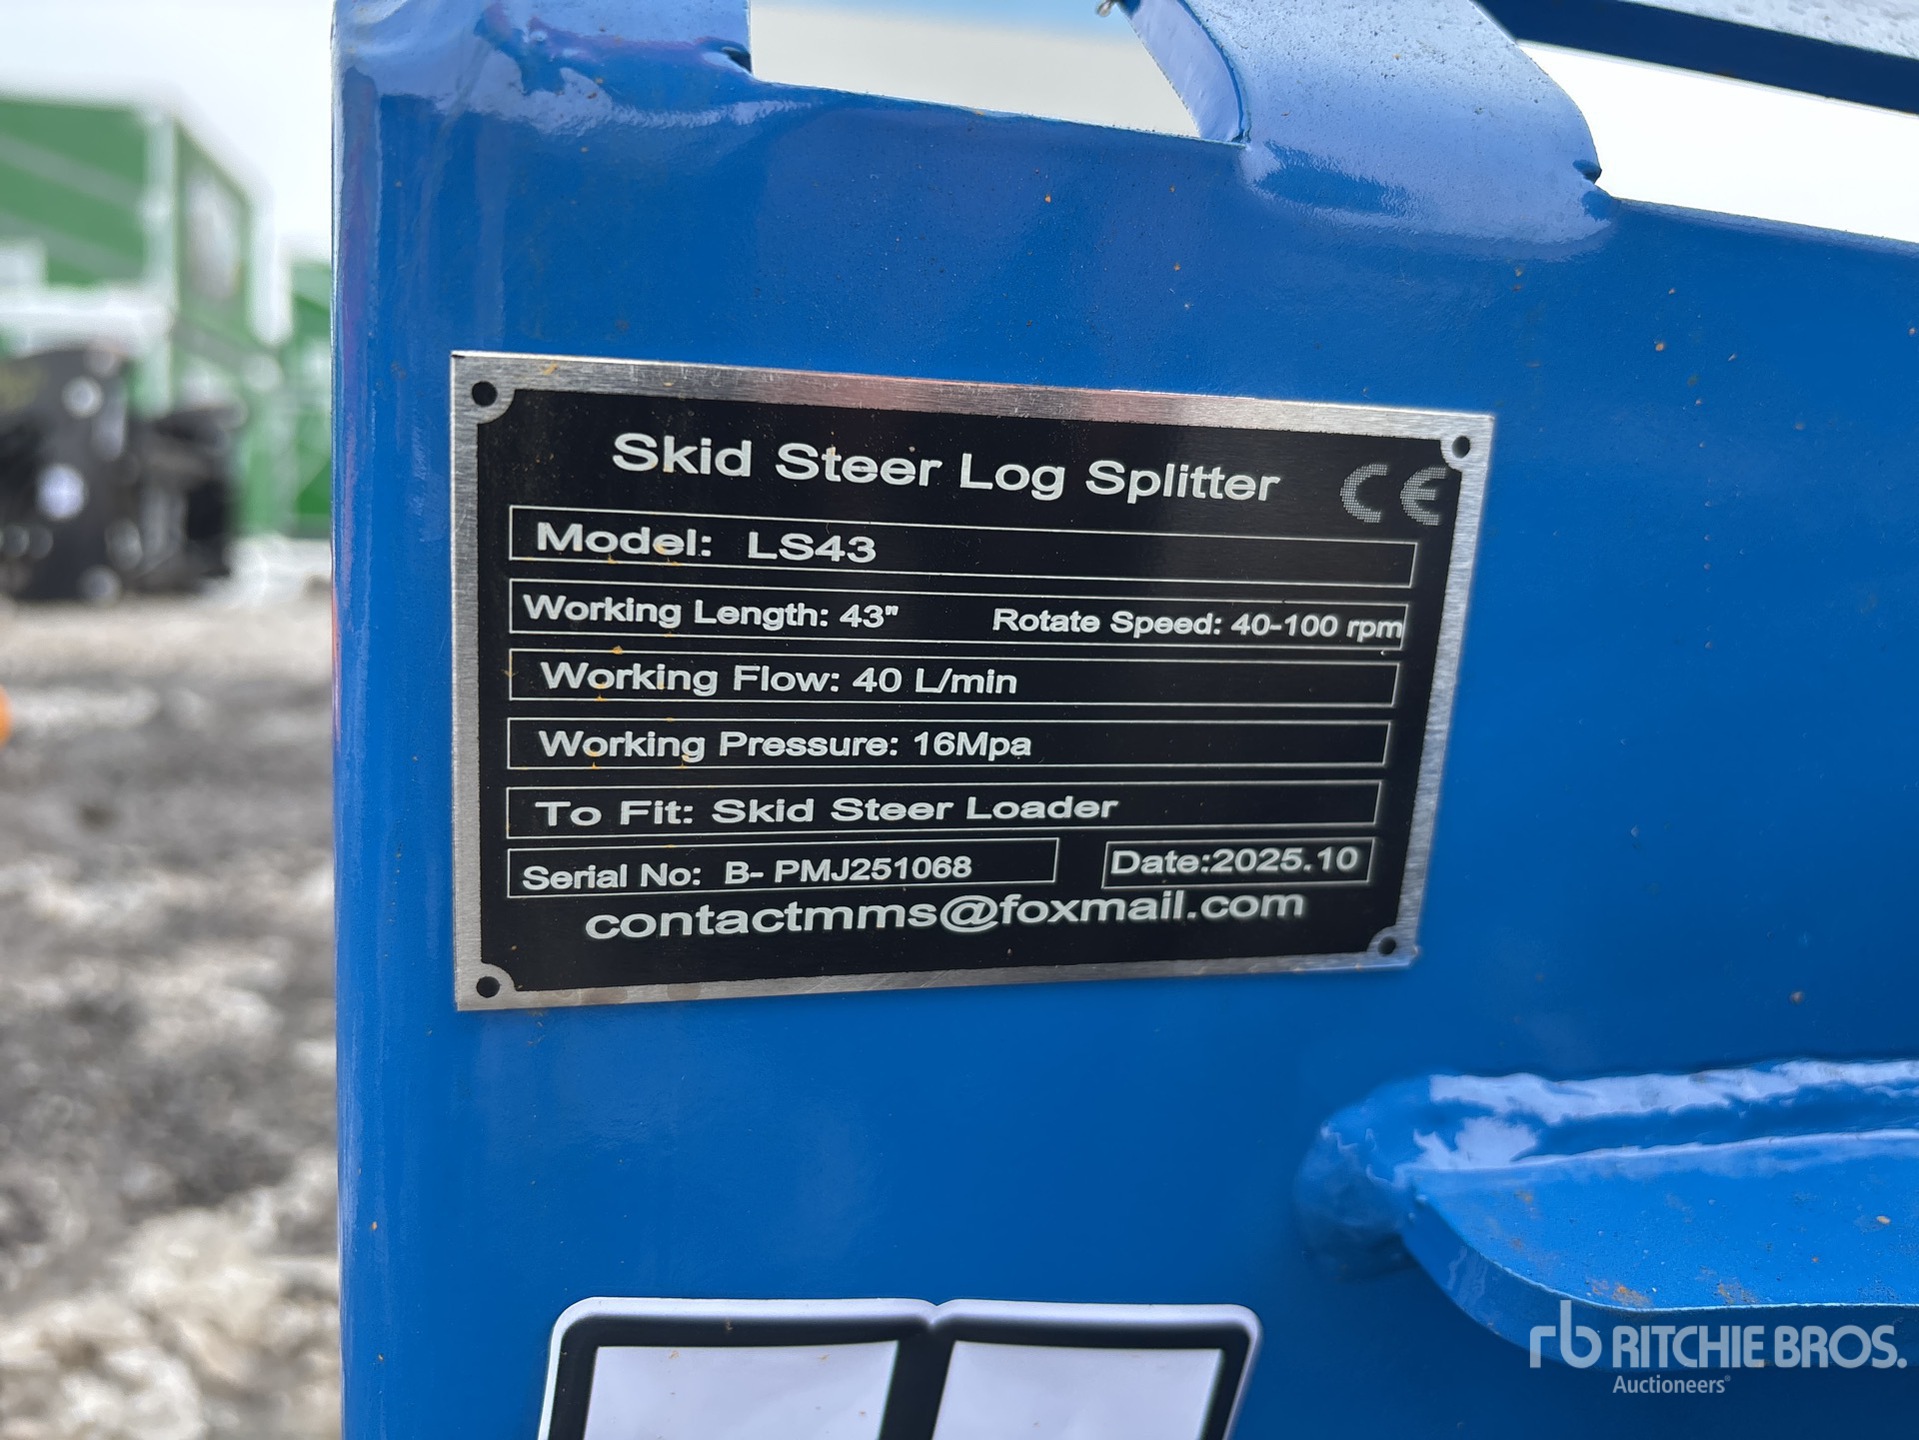 Skid Steer Log Splitter CE
Model: LS43
Working Length: 43" Rotate Speed: 40-100 rpm
Working Flow: 40 L/min
Working Pressure: 16Mpa
To Fit: Skid Steer Loader
Serial No: B- PMJ251068 Date:2025.10
contactmms@foxmail.com
rb RITCHIE BROS.
Auctioneers®